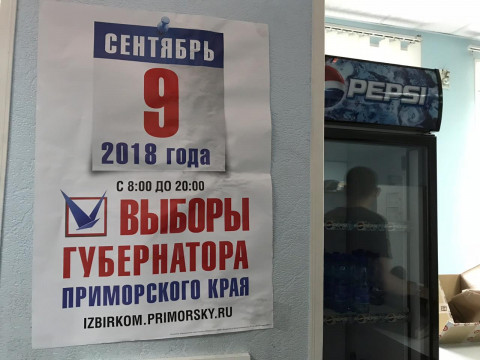 СЕНТЯБРЬ
9
2018 года
С 8:00 ДО 20:00
ВЫБОРЫ
ГУБЕРНАТОРА
ПРИМОРСКОГО КРАЯ
IZBIRKOM.PRIMORSKY.RU
PEPSI